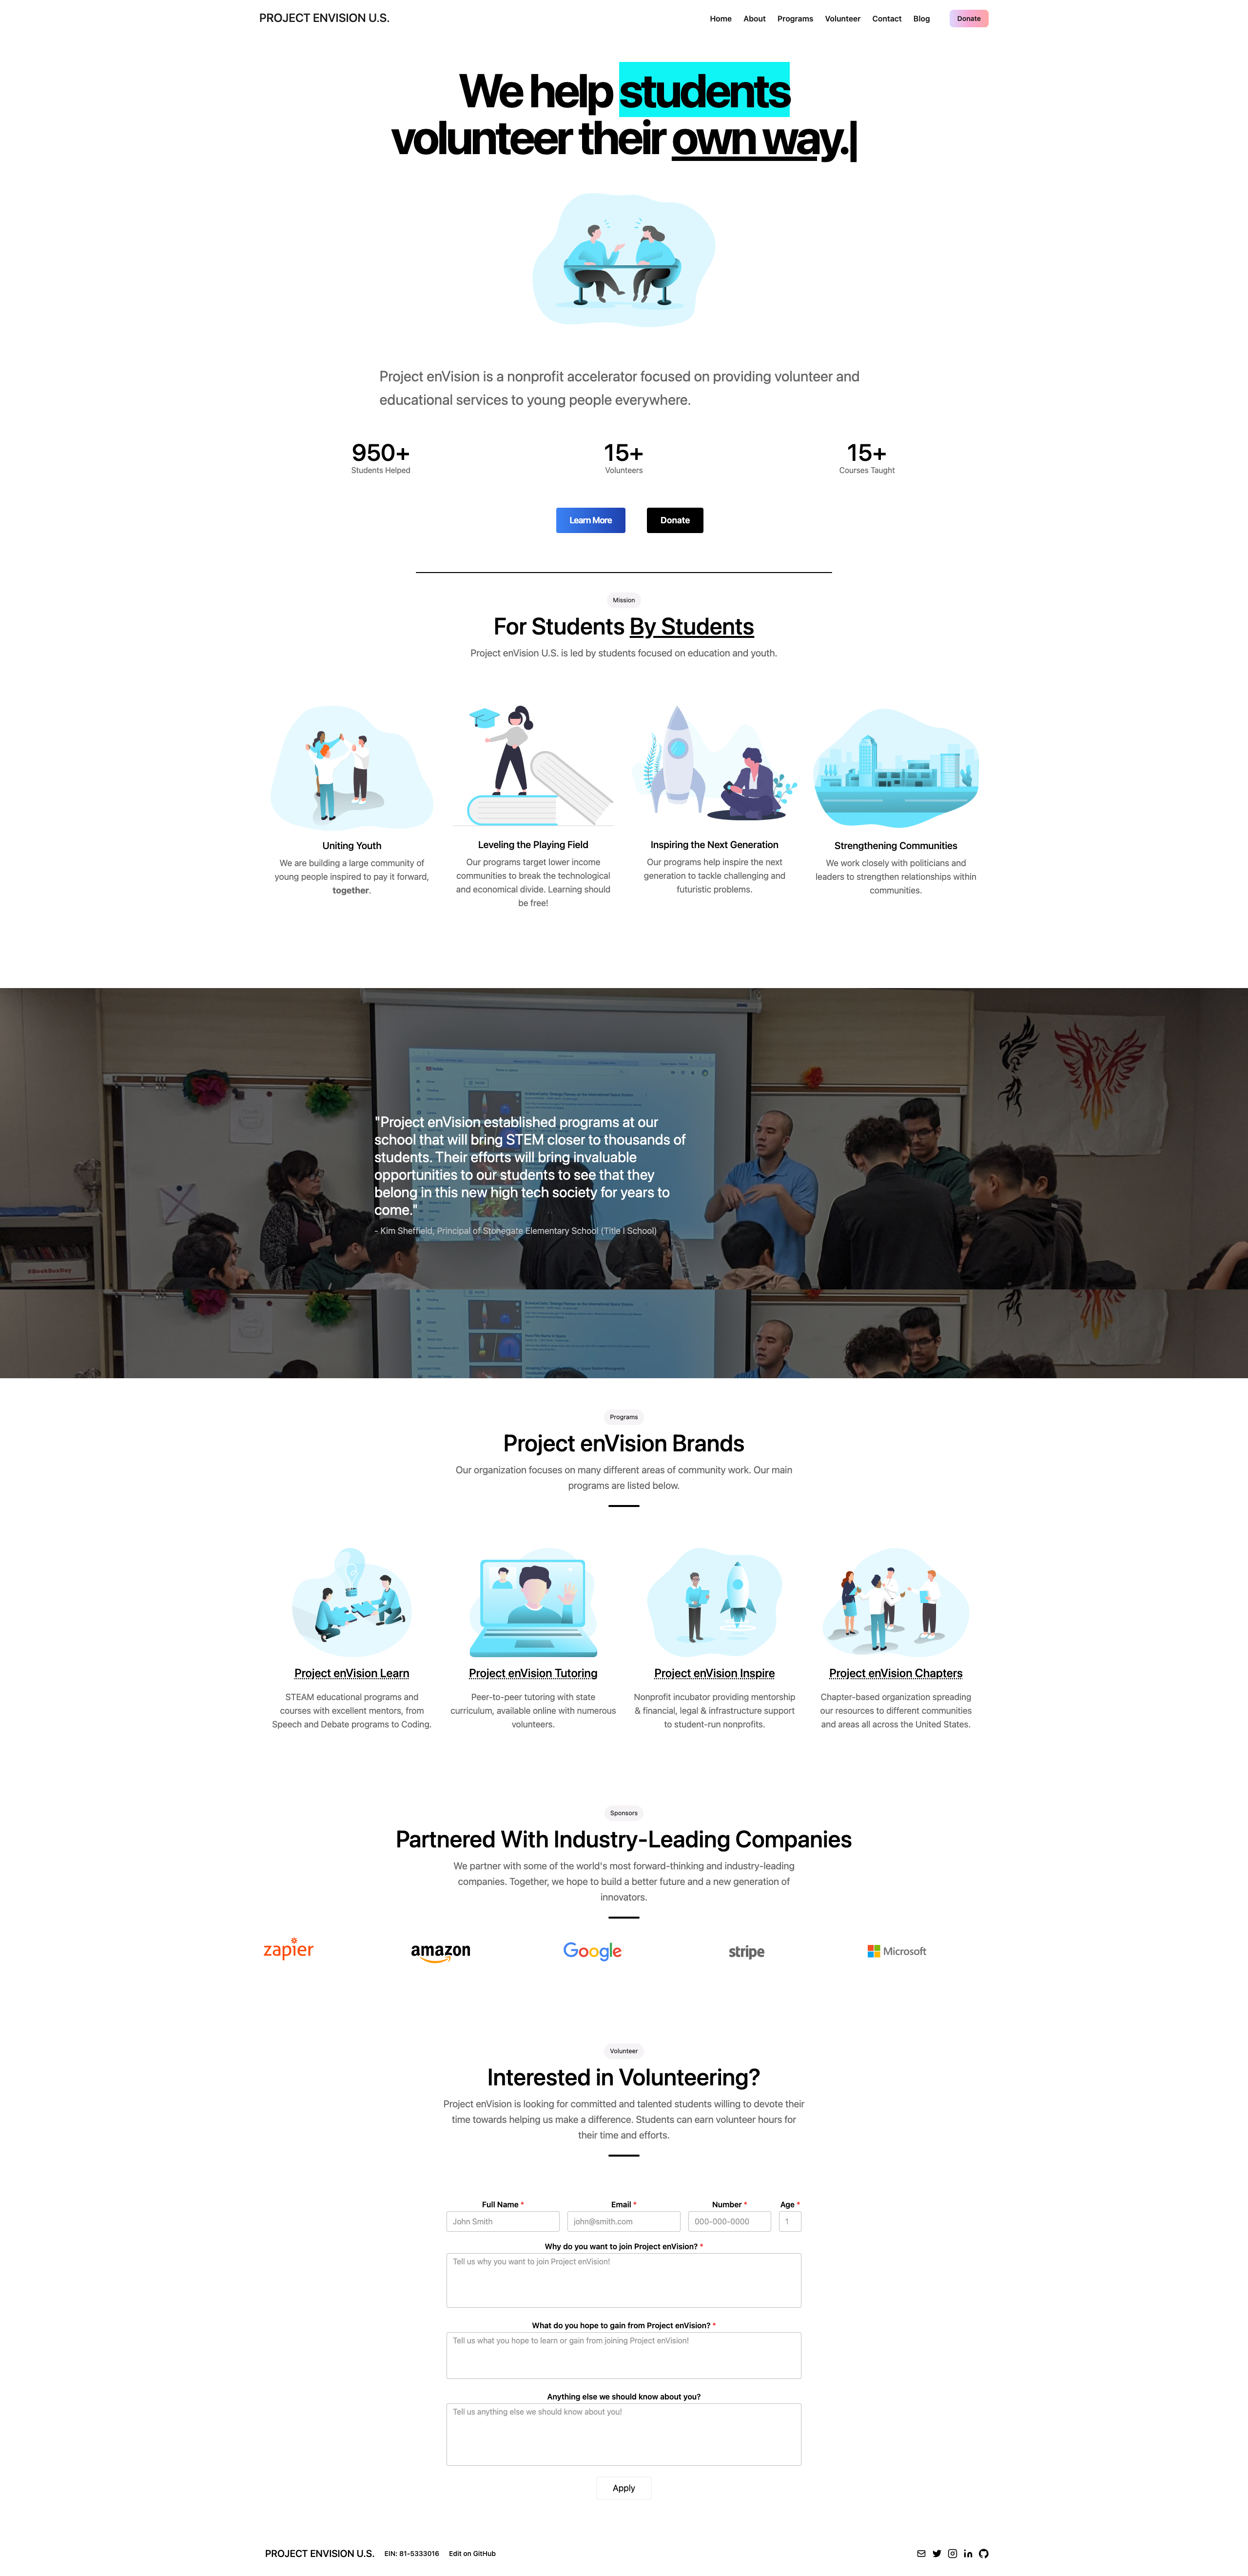 PROJECT ENVISION U.S.
Home About Programs Volunteer Contact Blog Donate
We help students
volunteer their own way.|
Project enVision is a nonprofit accelerator focused on providing volunteer and
educational services to young people everywhere.
950+ 15+ 15+
Students Helped Volunteers Courses Taught
Learn More Donate
Mission
For Students By Students
Project enVision U.S. is led by students focused on education and youth.
Uniting Youth
We are building a large community of
young people inspired to pay it forward,
together.
Leveling the Playing Field
Our programs target lower income
communities to break the technological
and economical divide. Learning should
be free!
Inspiring the Next Generation
Our programs help inspire the next
generation to tackle challenging and
futuristic problems.
Strengthening Communities
We work closely with politicians and
leaders to strengthen relationships within
communities.
"Project enVision established programs at our
school that will bring STEM closer to thousands of
students. Their efforts will bring invaluable
opportunities to our students to see that they
belong in this new high tech society for years to
come."
- Kim Sheffield, Principal of Stonegate Elementary School (Title I School)
#BookBoxDay
Programs
Project enVision Brands
Our organization focuses on many different areas of community work. Our main
programs are listed below.
Project enVision Learn
STEAM educational programs and
courses with excellent mentors, from
Speech and Debate programs to Coding.
Project enVision Tutoring
Peer-to-peer tutoring with state
curriculum, available online with numerous
volunteers.
Project enVision Inspire
Nonprofit incubator providing mentorship
& financial, legal & infrastructure support
to student-run nonprofits.
Project enVision Chapters
Chapter-based organization spreading
our resources to different communities
and areas all across the United States.
Sponsors
Partnered With Industry-Leading Companies
We partner with some of the world's most forward-thinking and industry-leading
companies. Together, we hope to build a better future and a new generation of
innovators.
zapier amazon Google stripe Microsoft
Volunteer
Interested in Volunteering?
Project enVision is looking for committed and talented students willing to devote their
time towards helping us make a difference. Students can earn volunteer hours for
their time and efforts.
Full Name * Email * Number * Age *
John Smith john@smith.com 000-000-0000 1
Why do you want to join Project enVision? *
Tell us why you want to join Project enVision!
What do you hope to gain from Project enVision? *
Tell us what you hope to learn or gain from joining Project enVision!
Anything else we should know about you?
Tell us anything else we should know about you!
Apply
PROJECT ENVISION U.S. EIN: 81-5333016 Edit on GitHub